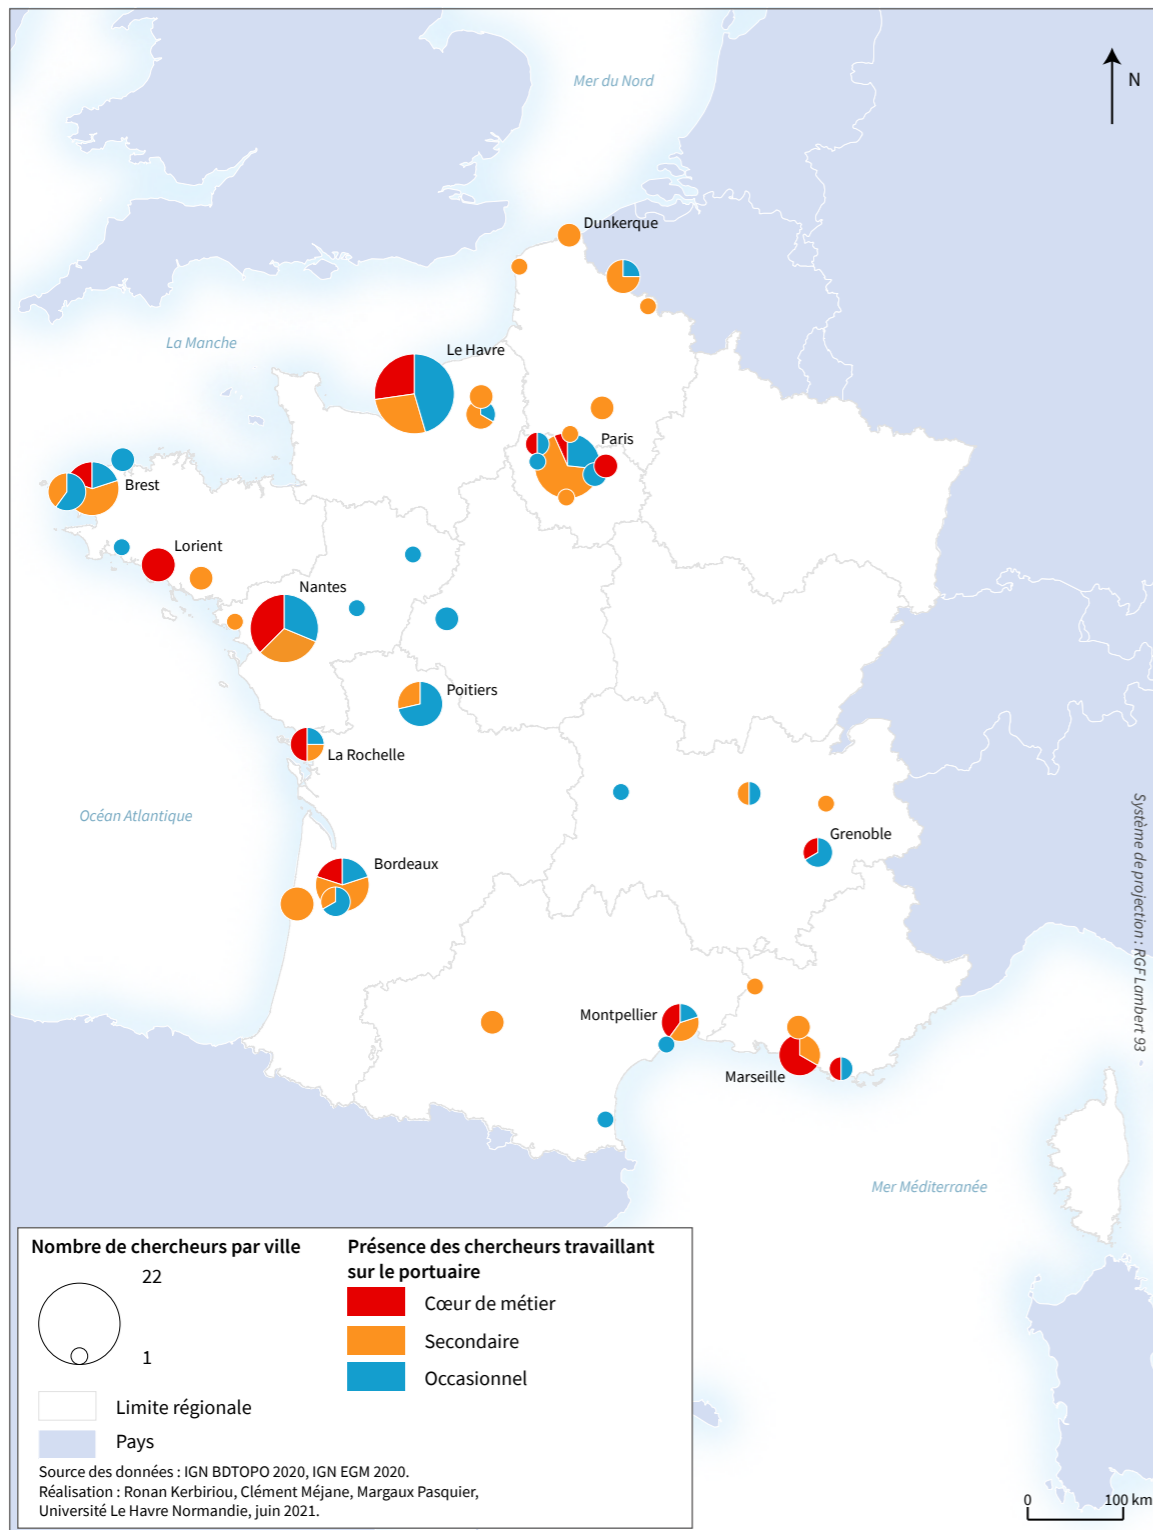 Mer du Nord
N
Dunkerque
La Manche
Le Havre
Paris
Brest
Lorient
Nantes
Poitiers
La Rochelle
Océan Atlantique
Grenoble
Système de projection : RGF Lambert 93 -
Bordeaux
Montpellier
Marseille
Mer Méditerranée
Nombre de chercheurs par ville
22
1
Limite régionale
Pays
Présence des chercheurs travaillant
sur le portuaire
Cœur de métier
Secondaire
Occasionnel
Source des données : IGN BDTOPO 2020, IGN EGM 2020.
Réalisation : Ronan Kerbiriou, Clément Méjane, Margaux Pasquier,
Université Le Havre Normandie, juin 2021.
0 100 km